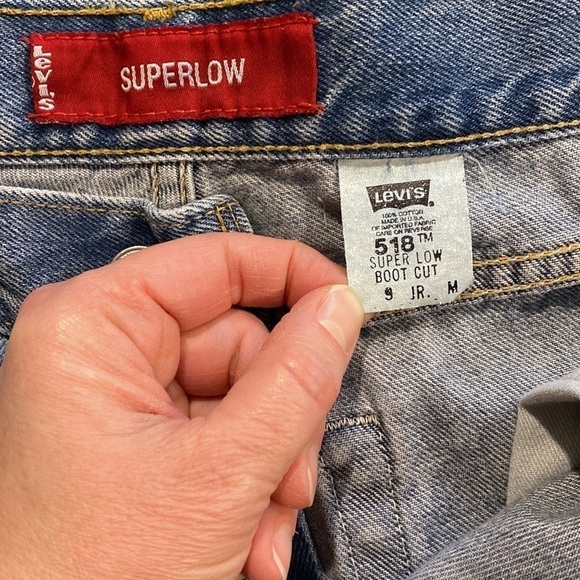 Levi's
SUPERLOW
Levi's
100% COTTON
MADE IN U.S.A.
OF IMPORTED FABRIC
CARE ON REVERSE
518™
SUPER LOW
BOOT CUT
9 JR. M